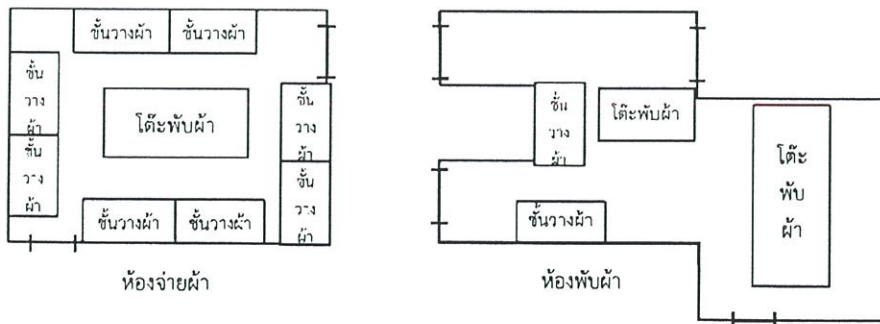 ชั้นวางผ้า ชั้นวางผ้า
ชั้น
วาง
ผ้า
ชั้น
วาง
ผ้า
โต๊ะพับผ้า
ชั้น
วาง
ผ้า
ชั้น
วาง
ผ้า
ชั้นวางผ้า ชั้นวางผ้า
ห้องจ่ายผ้า
ชั้น
วาง
ผ้า
โต๊ะพับผ้า
โต๊ะ
พับ
ผ้า
ชั้นวางผ้า
ห้องพับผ้า